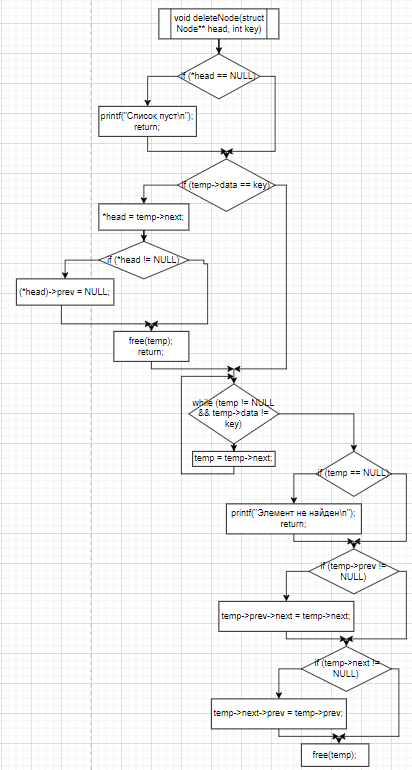 void deleteNode(struct
Node** head, int key)
if (*head == NULL)
printf("Список пуст\n");
return;
if (temp->data == key)
*head = temp->next;
if (*head != NULL)
(*head)->prev = NULL;
free(temp);
return;
while (temp != NULL
&& temp->data !=
key)
temp = temp->next;
if (temp == NULL)
printf("Элемент не найден\n");
return;
if (temp->prev !=
NULL)
temp->prev->next = temp->next;
if (temp->next !=
NULL)
temp->next->prev = temp->prev;
free(temp);